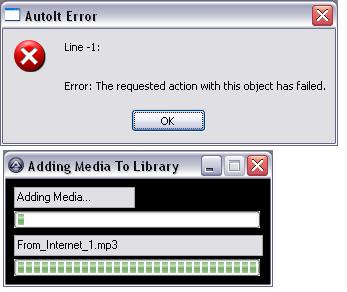 AutoIt Error
Line -1:
Error: The requested action with this object has failed.
OK
Adding Media To Library
Adding Media...
From_Internet_1.mp3